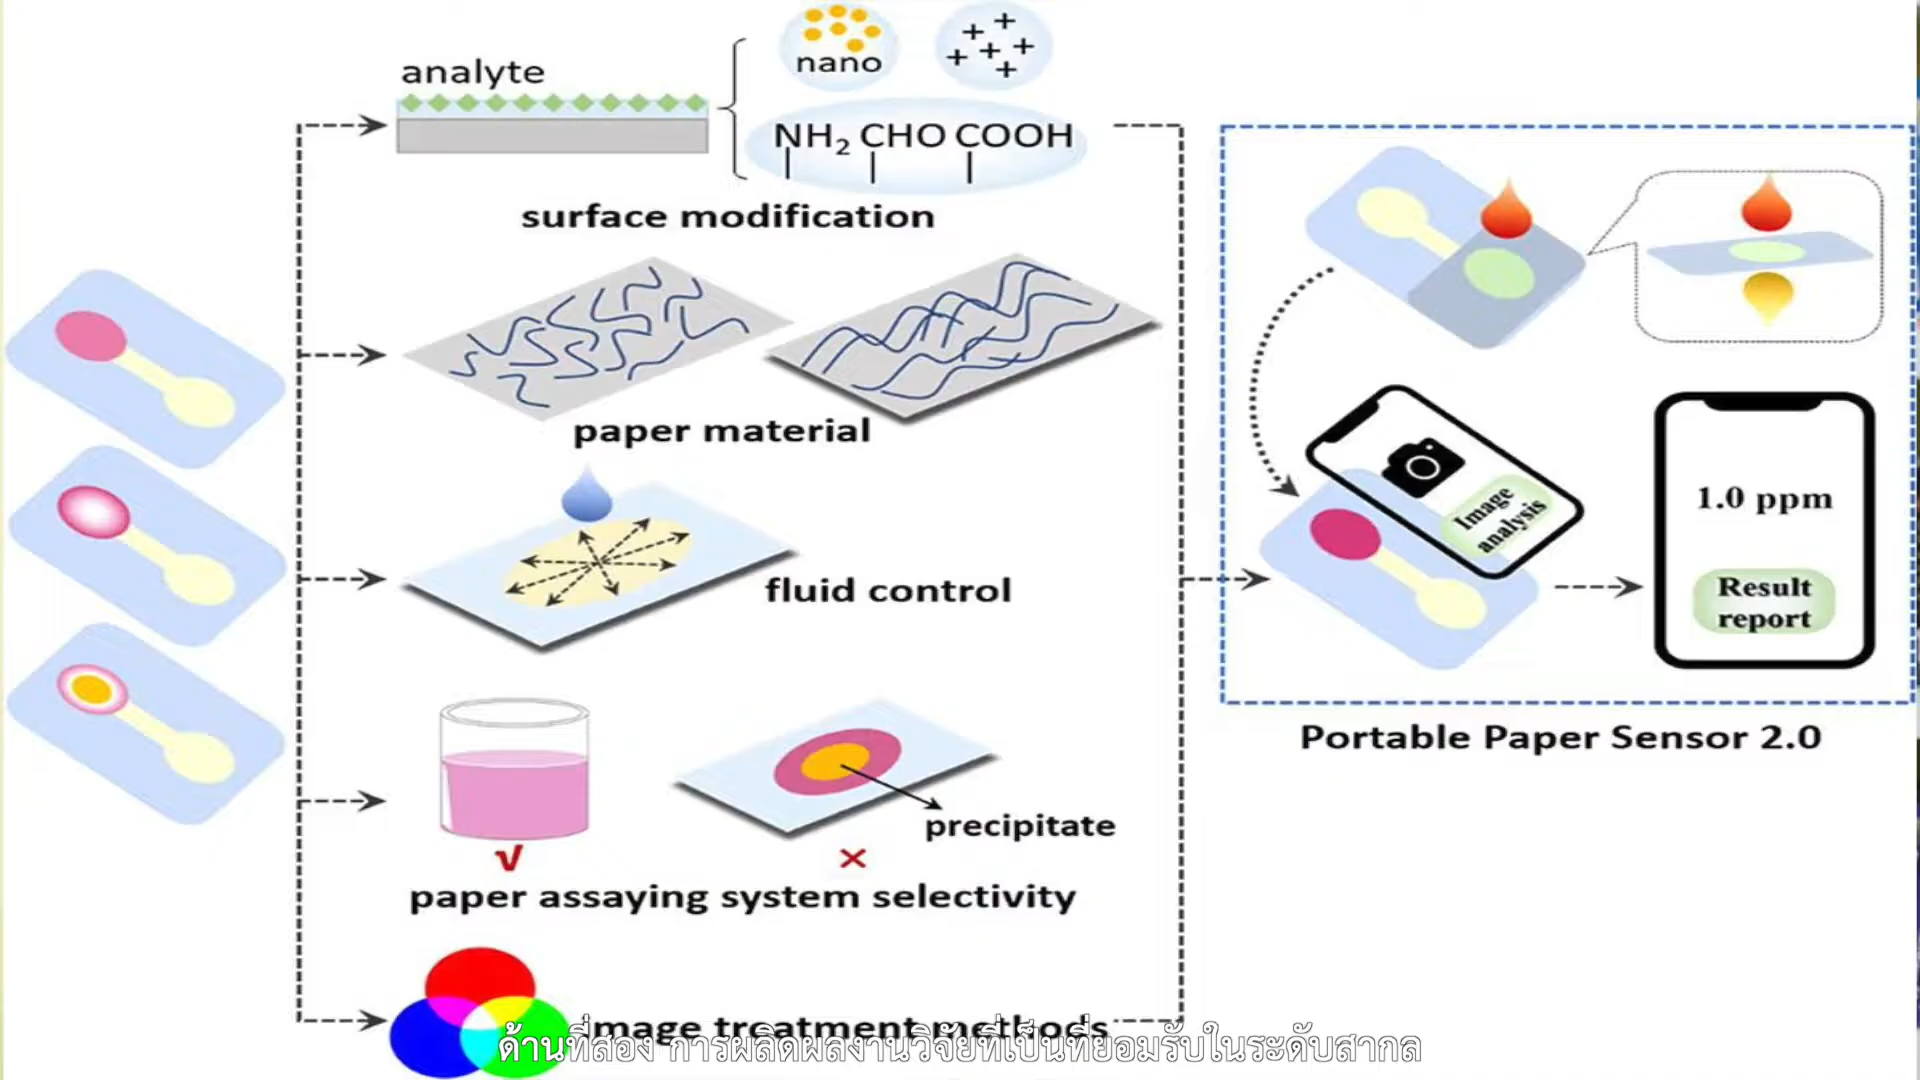 analyte
nano
NH₂ CHO COOH
surface modification
paper material
fluid control
precipitate
√
×
paper assaying system selectivity
image treatment methods
Image
analysis
1.0 ppm
Result
report
Portable Paper Sensor 2.0
ด้านที่สอง การผลิตผลงานวิจัยที่เป็นที่ยอมรับในระดับสากล